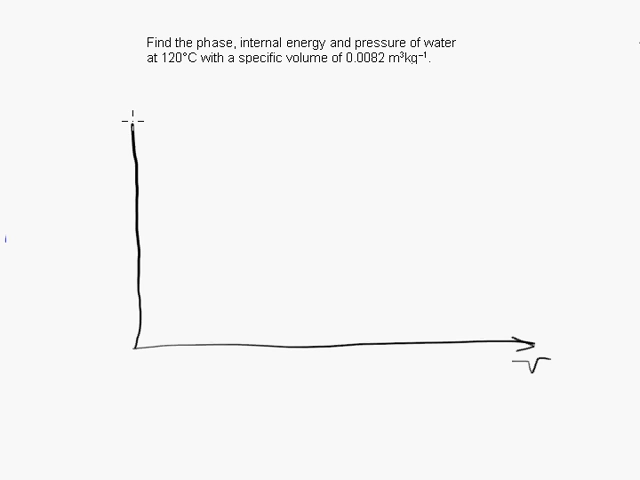 Find the phase, internal energy and pressure of water
at 120°C with a specific volume of 0.0082 m³kg⁻¹.
v